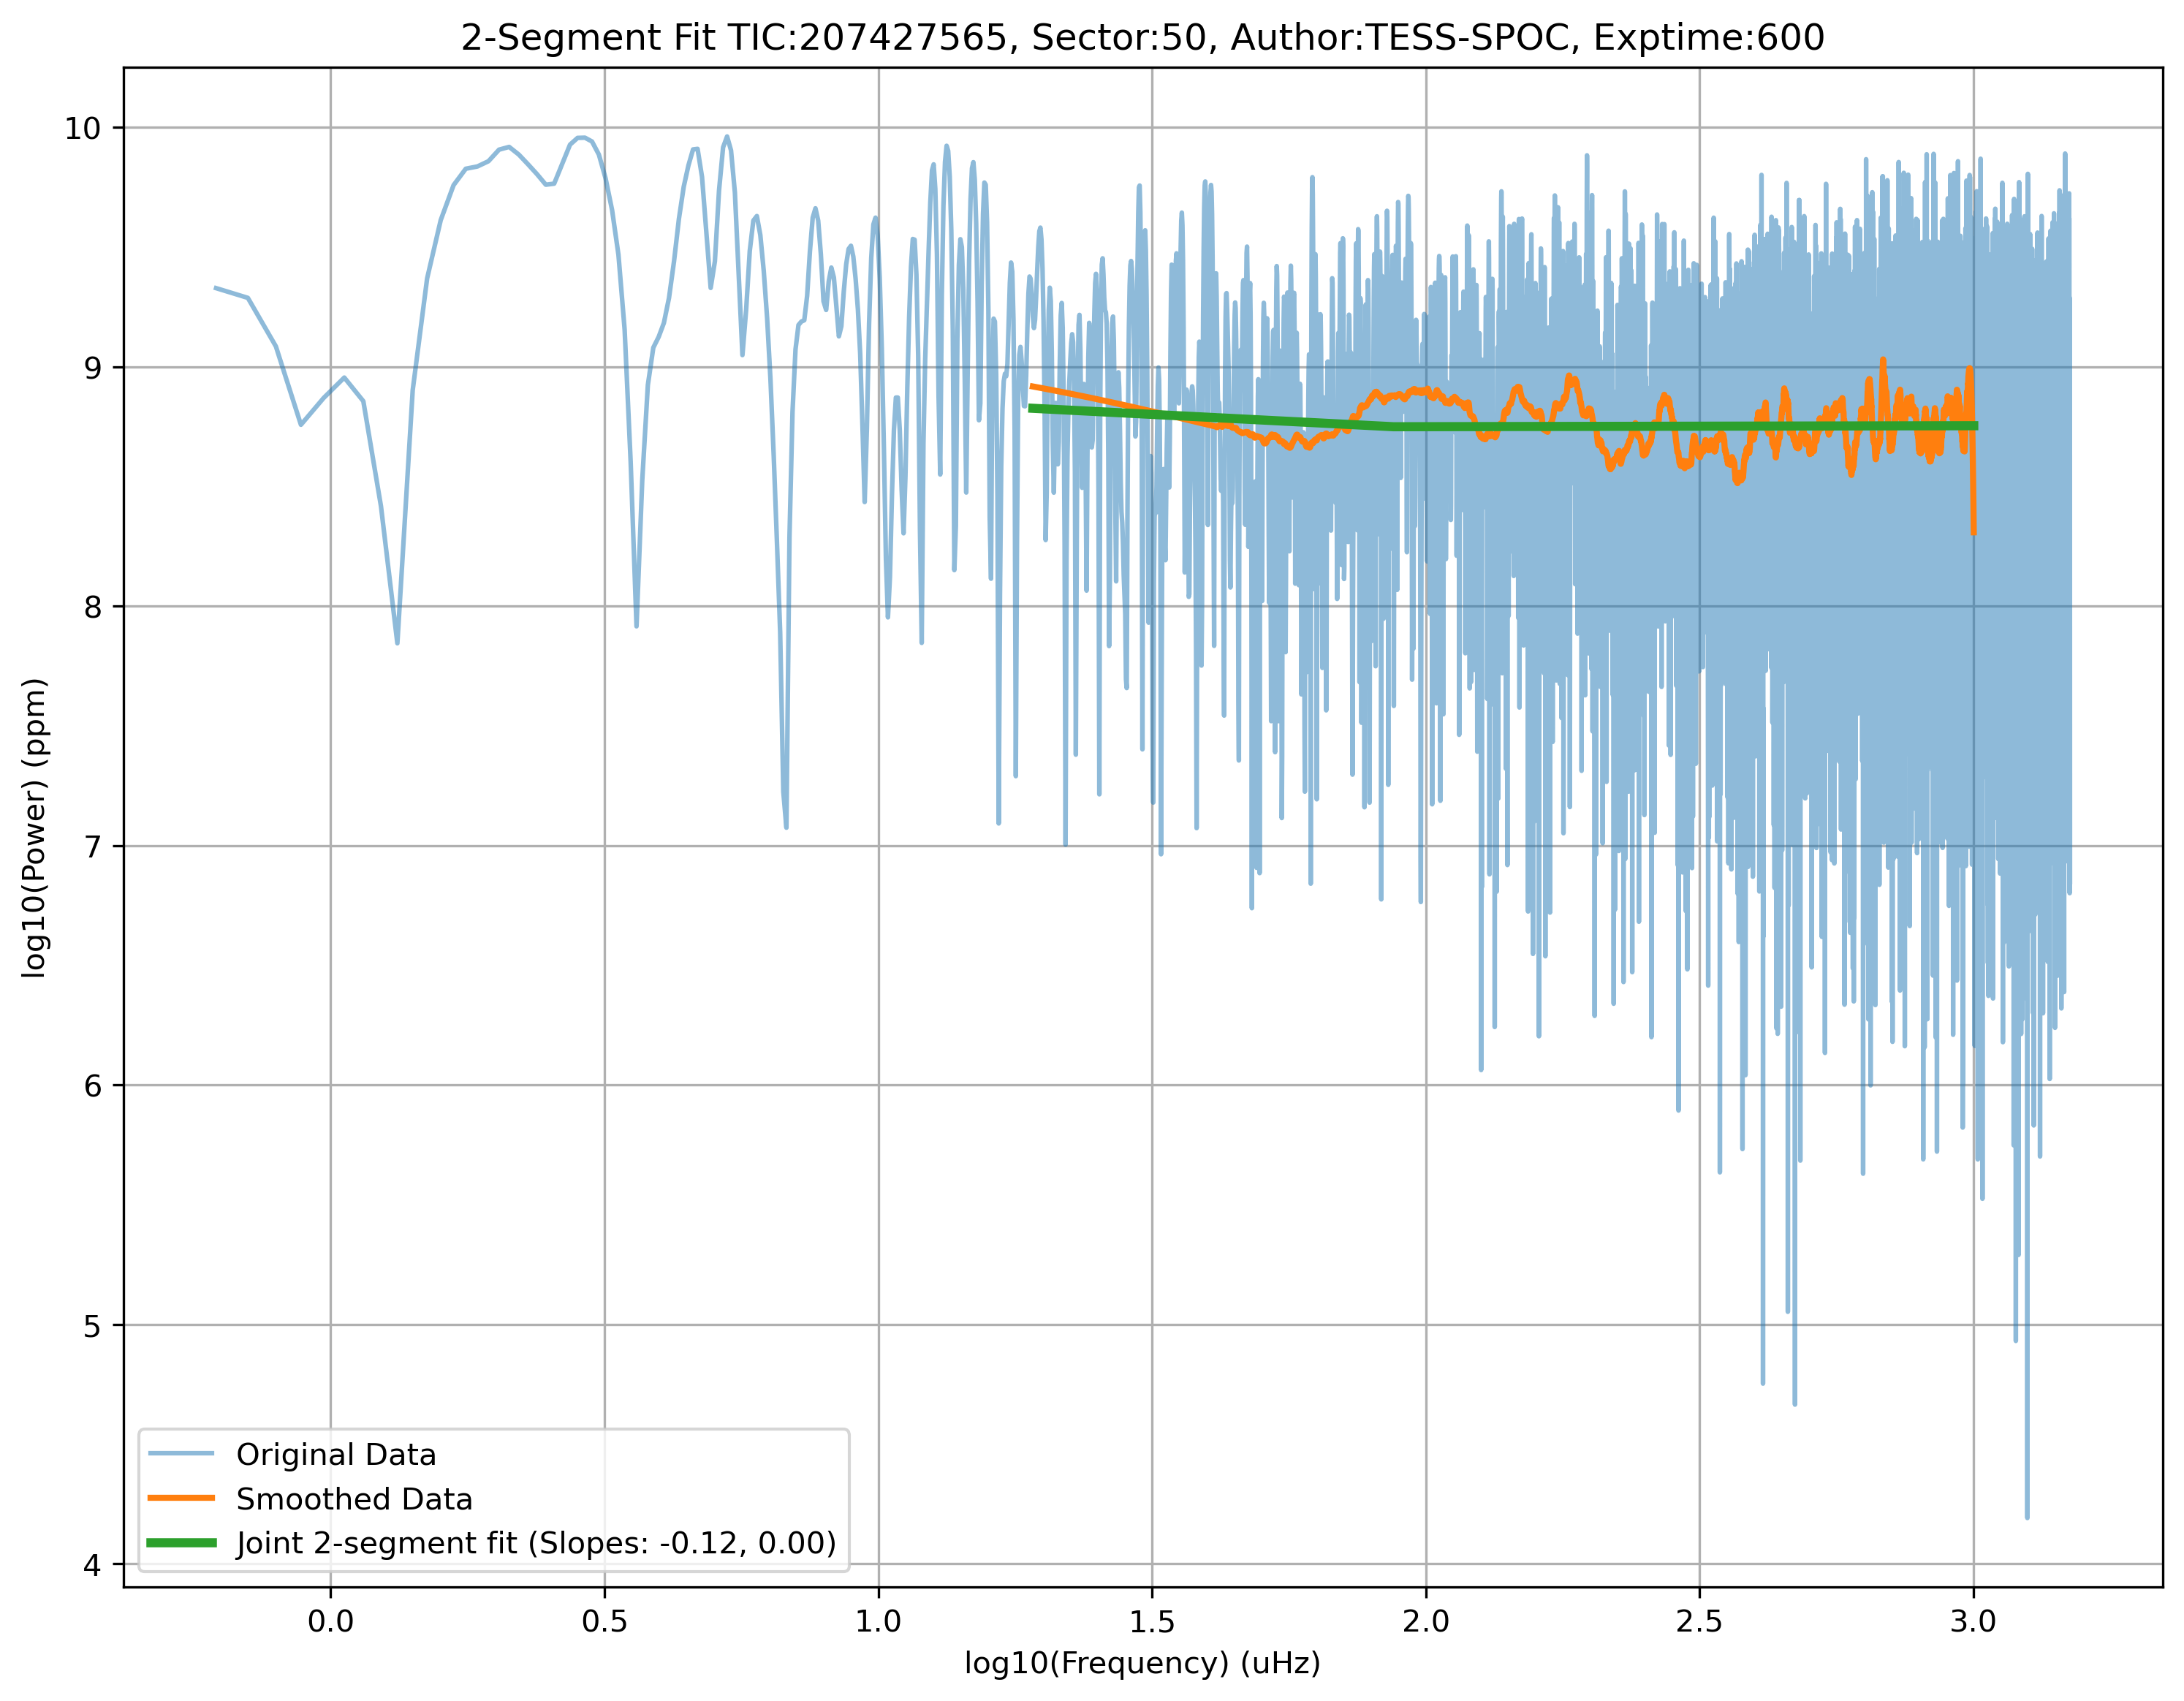 2-Segment Fit TIC:207427565, Sector:50, Author:TESS-SPOC, Exptime:600
10
9
8
7
6
5
4
log10(Power) (ppm)
Original Data
Smoothed Data
Joint 2-segment fit (Slopes: -0.12, 0.00)
0.0 0.5 1.0 1.5 2.0 2.5 3.0
log10(Frequency) (uHz)